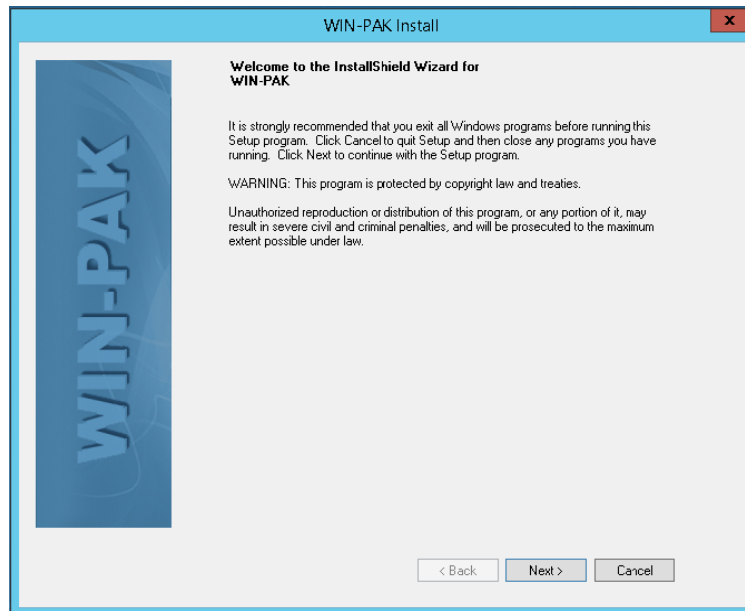 WIN-PAK Install
x
WIN-PAK
Welcome to the InstallShield Wizard for
WIN-PAK
It is strongly recommended that you exit all Windows programs before running this
Setup program. Click Cancel to quit Setup and then close any programs you have
running. Click Next to continue with the Setup program.
WARNING: This program is protected by copyright law and treaties.
Unauthorized reproduction or distribution of this program, or any portion of it, may
result in severe civil and criminal penalties, and will be prosecuted to the maximum
extent possible under law.
< Back
Next >
Cancel